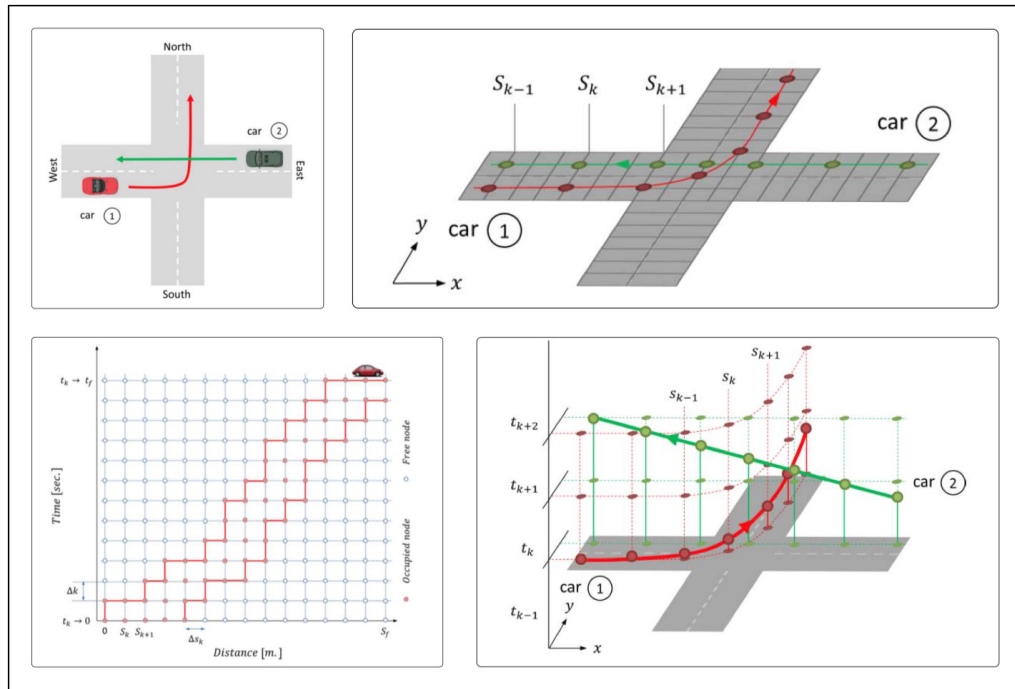 North
car 2
West
East
car 1
South
S_{k-1}
S_k
S_{k+1}
car 2
car 1
y
x
t_k → t_f
Time [sec.]
Δk
t_k → 0
0
S_k
S_{k+1}
Δs_k
S_f
Distance [m.]
Free node
Occupied node
s_{k+1}
s_k
s_{k-1}
t_{k+2}
t_{k+1}
car 2
t_k
car 1
t_{k-1}
y
x